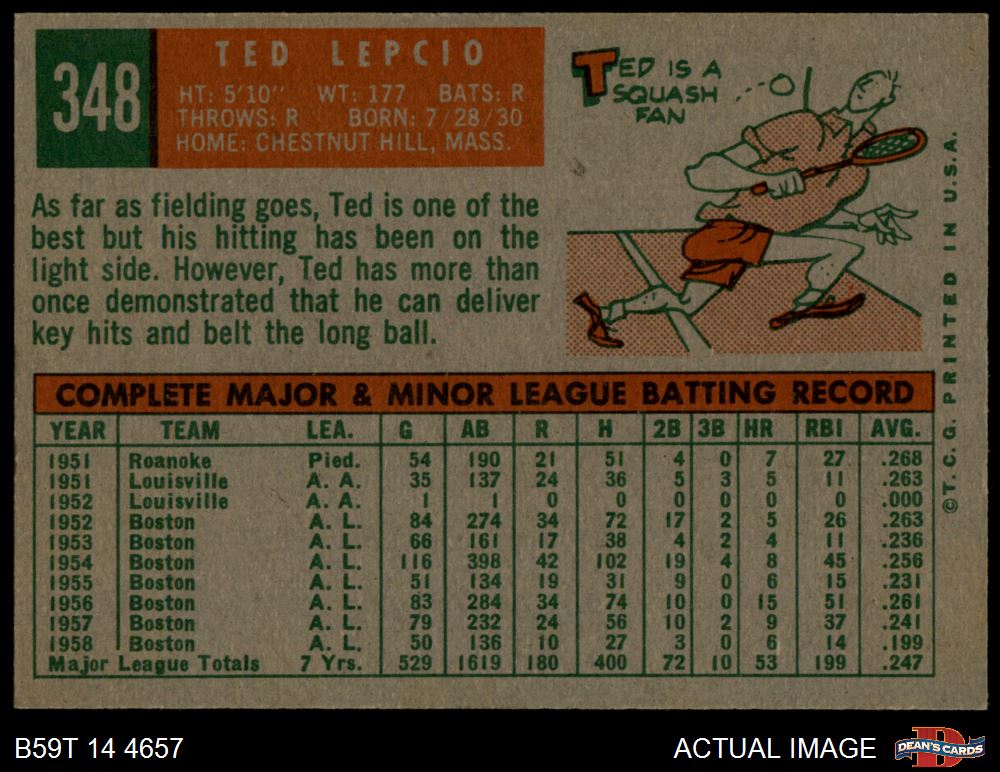 348
TED LEPCIO
HT: 5'10" WT: 177 BATS: R
THROWS: R BORN: 7/28/30
HOME: CHESTNUT HILL, MASS.
TED IS A
SQUASH
FAN
As far as fielding goes, Ted is one of the
best but his hitting has been on the
light side. However, Ted has more than
once demonstrated that he can deliver
key hits and belt the long ball.
COMPLETE MAJOR & MINOR LEAGUE BATTING RECORD
YEAR TEAM LEA. G AB R H 2B 3B HR RBI AVG.
1951 Roanoke Pied. 54 190 21 51 4 0 7 27 .268
1951 Louisville A. A. 35 137 24 36 5 3 5 11 .263
1952 Louisville A. A. 1 1 0 0 0 0 0 0 .000
1952 Boston A. L. 84 274 34 72 17 2 5 26 .263
1953 Boston A. L. 66 161 17 38 4 2 4 11 .236
1954 Boston A. L. 116 398 42 102 19 4 8 45 .256
1955 Boston A. L. 51 134 19 31 9 0 6 15 .231
1956 Boston A. L. 83 284 34 74 10 0 15 51 .261
1957 Boston A. L. 79 232 24 56 10 2 9 37 .241
1958 Boston A. L. 50 136 10 27 3 0 6 14 .199
Major League Totals 7 Yrs. 529 1619 180 400 72 10 53 199 .247
©T. C. G. PRINTED IN U.S.A.
B59T 14 4657
ACTUAL IMAGE
D
DEAN'S CARDS